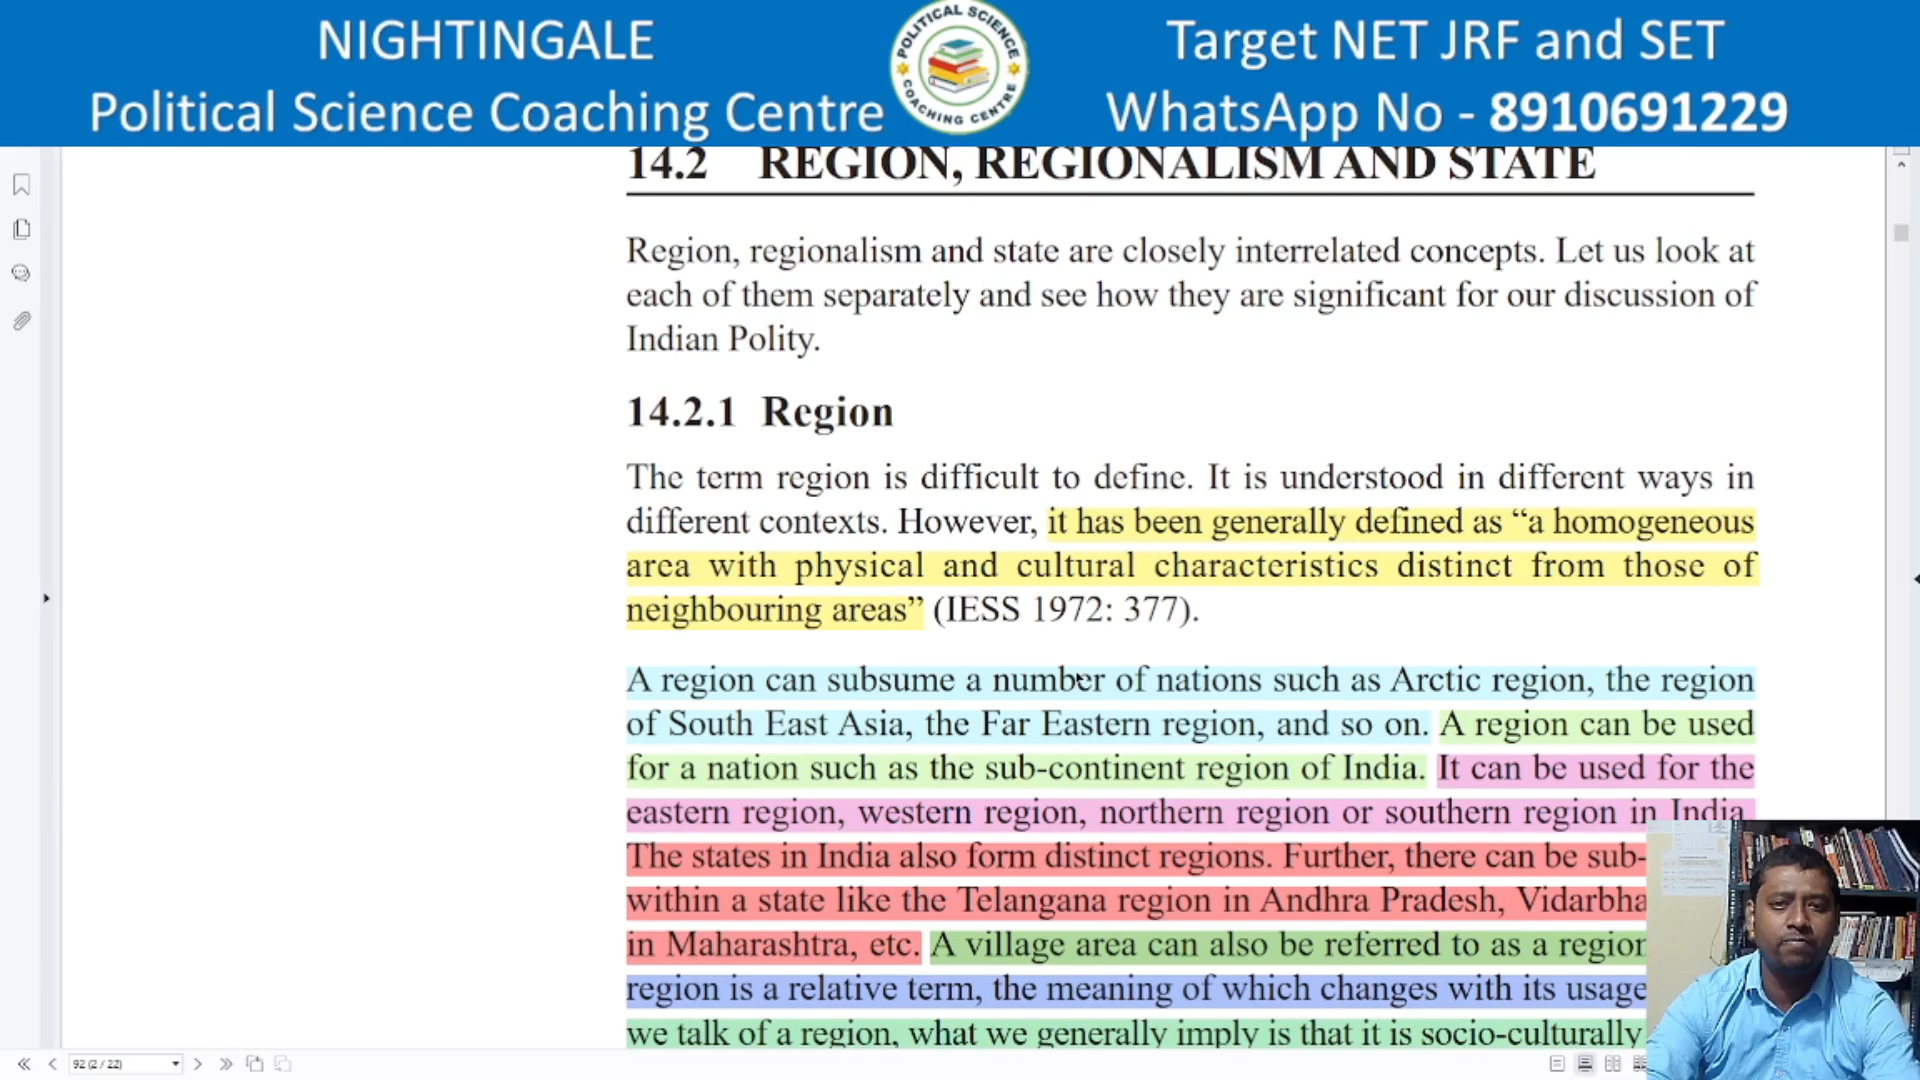 NIGHTINGALE
Political Science Coaching Centre
POLITICAL SCIENCE
COACHING CENTRE
Target NET JRF and SET
WhatsApp No - 8910691229
14.2 REGION, REGIONALISM AND STATE
Region, regionalism and state are closely interrelated concepts. Let us look at
each of them separately and see how they are significant for our discussion of
Indian Polity.
14.2.1 Region
The term region is difficult to define. It is understood in different ways in
different contexts. However, it has been generally defined as “a homogeneous
area with physical and cultural characteristics distinct from those of
neighbouring areas” (IESS 1972: 377).
A region can subsume a number of nations such as Arctic region, the region
of South East Asia, the Far Eastern region, and so on. A region can be used
for a nation such as the sub-continent region of India. It can be used for the
eastern region, western region, northern region or southern region in India.
The states in India also form distinct regions. Further, there can be sub-
within a state like the Telangana region in Andhra Pradesh, Vidarbha
in Maharashtra, etc. A village area can also be referred to as a region
region is a relative term, the meaning of which changes with its usage
we talk of a region, what we generally imply is that it is socio-culturally
92 (2 / 22)